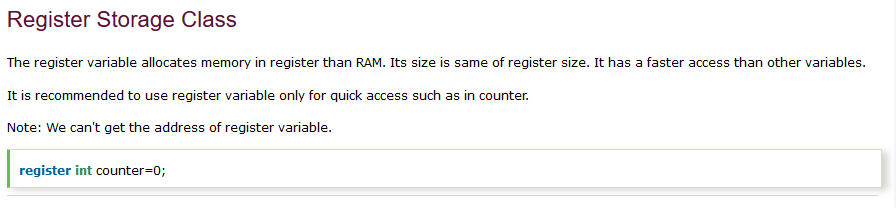 Register Storage Class
The register variable allocates memory in register than RAM. Its size is same of register size. It has a faster access than other variables.
It is recommended to use register variable only for quick access such as in counter.
Note: We can't get the address of register variable.
register int counter=0;